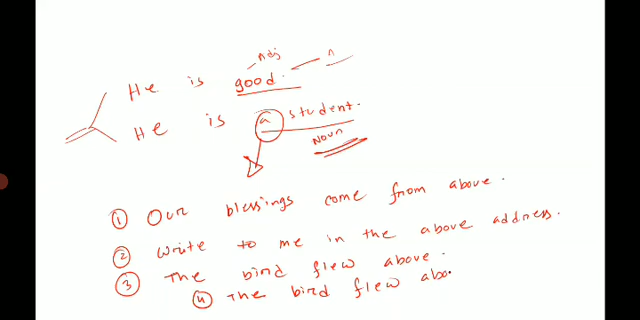 Adj n
He is good.
He is a student.
Noun
① Our blessings come from above.
② Write to me in the above address.
③ The bird flew above.
④ The bird flew abo